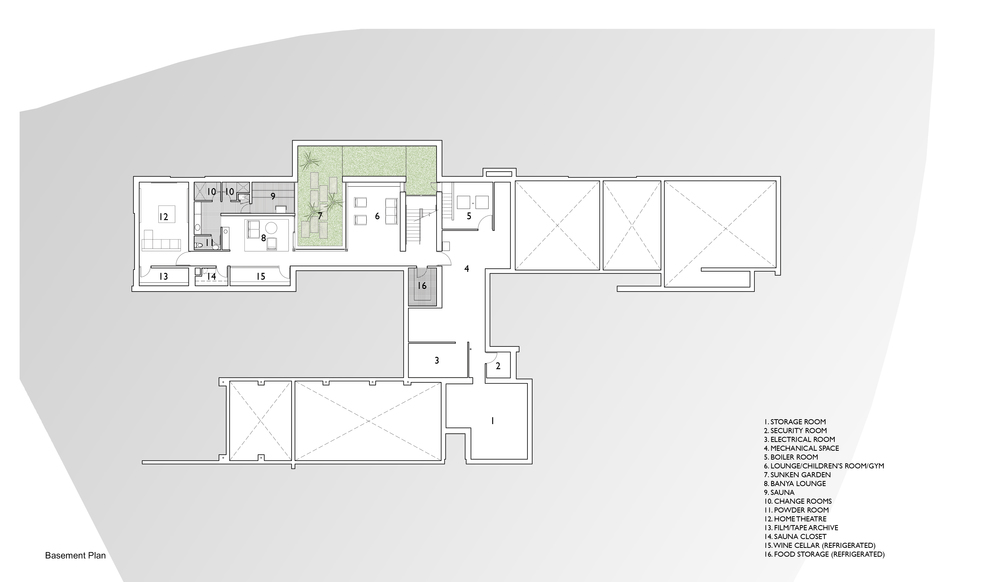 10 10
9
12
7
6
5
8
11
4
13
14
15
16
3
2
1
1. STORAGE ROOM
2. SECURITY ROOM
3. ELECTRICAL ROOM
4. MECHANICAL SPACE
5. BOILER ROOM
6. LOUNGE/CHILDREN'S ROOM/GYM
7. SUNKEN GARDEN
8. BANYA LOUNGE
9. SAUNA
10. CHANGE ROOMS
11. POWDER ROOM
12. HOME THEATRE
13. FILM/TAPE ARCHIVE
14. SAUNA CLOSET
15. WINE CELLAR (REFRIGERATED)
16. FOOD STORAGE (REFRIGERATED)
Basement Plan